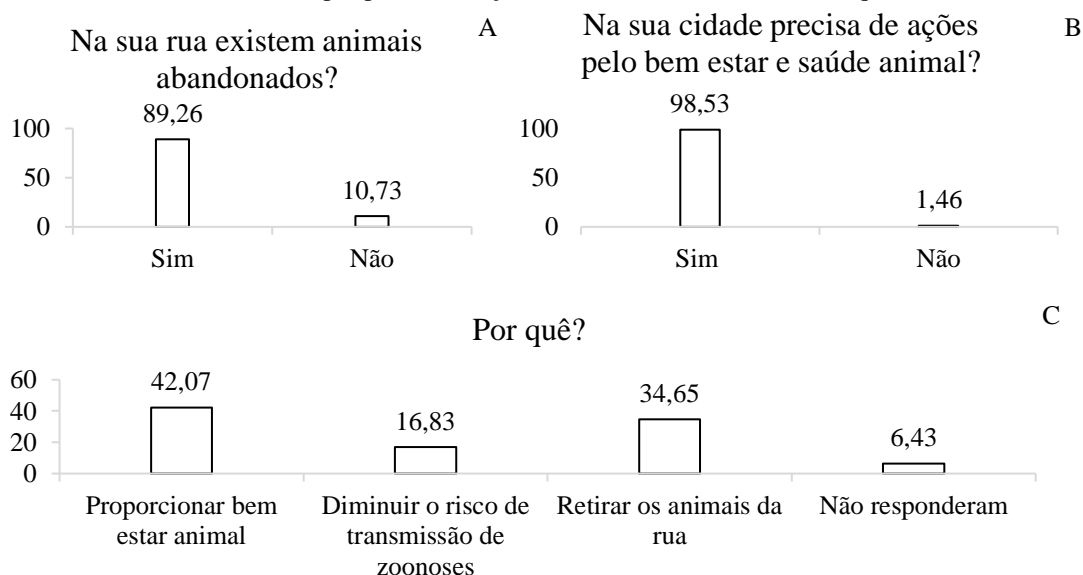 A
Na sua rua existem animais
abandonados?
89,26
10,73
100
50
0
Sim
Não
B
Na sua cidade precisa de ações
pelo bem estar e saúde animal?
98,53
1,46
100
50
0
Sim
Não
C
Por quê?
42,07
16,83
34,65
6,43
60
40
20
0
Proporcionar bem
estar animal
Diminuir o risco de
transmissão de
zoonoses
Retirar os animais da
rua
Não responderam